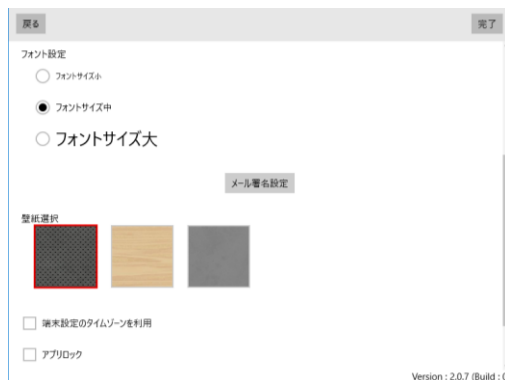 戻る
完了
フォント設定
フォントサイズ小
フォントサイズ中
フォントサイズ大
メール署名設定
壁紙選択
端末設定のタイムゾーンを利用
アプリロック
Version : 2.0.7 (Build :